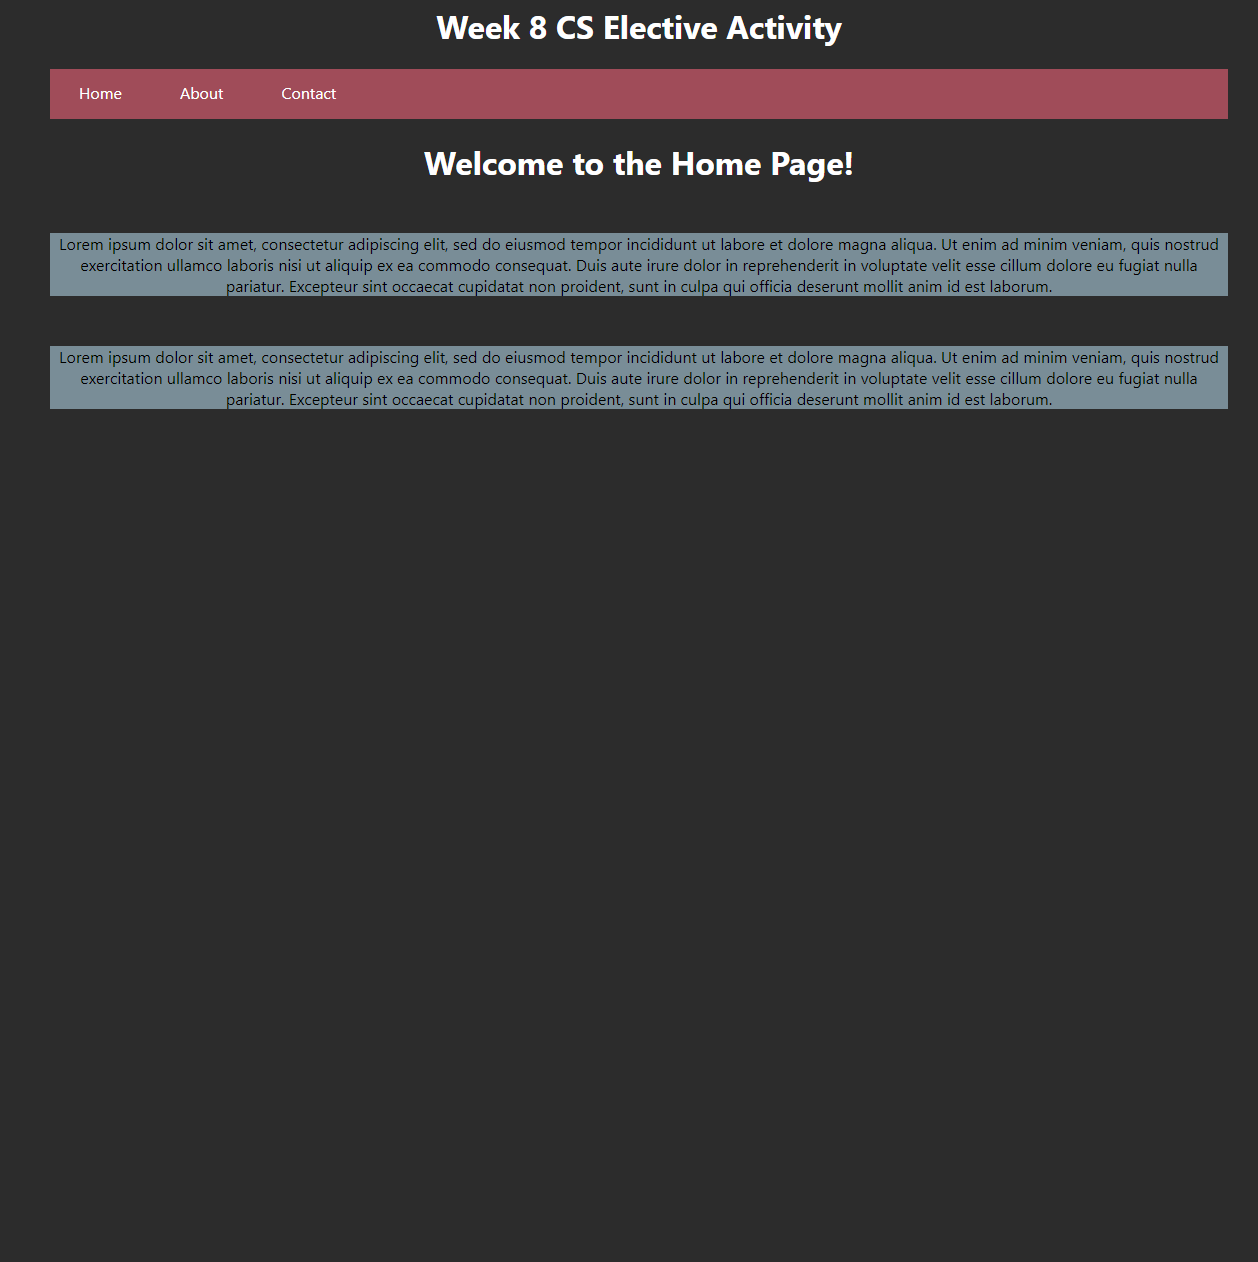 Week 8 CS Elective Activity
Home About Contact
Welcome to the Home Page!
Lorem ipsum dolor sit amet, consectetur adipiscing elit, sed do eiusmod tempor incididunt ut labore et dolore magna aliqua. Ut enim ad minim veniam, quis nostrud
exercitation ullamco laboris nisi ut aliquip ex ea commodo consequat. Duis aute irure dolor in reprehenderit in voluptate velit esse cillum dolore eu fugiat nulla
pariatur. Excepteur sint occaecat cupidatat non proident, sunt in culpa qui officia deserunt mollit anim id est laborum.
Lorem ipsum dolor sit amet, consectetur adipiscing elit, sed do eiusmod tempor incididunt ut labore et dolore magna aliqua. Ut enim ad minim veniam, quis nostrud
exercitation ullamco laboris nisi ut aliquip ex ea commodo consequat. Duis aute irure dolor in reprehenderit in voluptate velit esse cillum dolore eu fugiat nulla
pariatur. Excepteur sint occaecat cupidatat non proident, sunt in culpa qui officia deserunt mollit anim id est laborum.